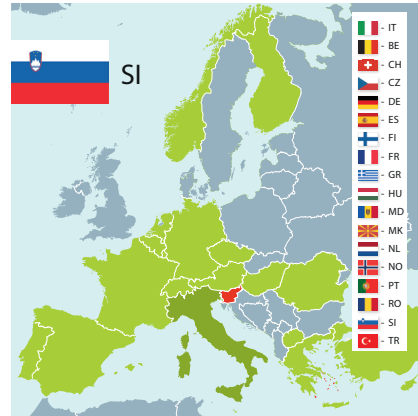 SI
- IT
- BE
- CH
- CZ
- DE
- ES
- FI
- FR
- GR
- HU
- MD
- MK
- NL
- NO
- PT
- RO
- SI
- TR